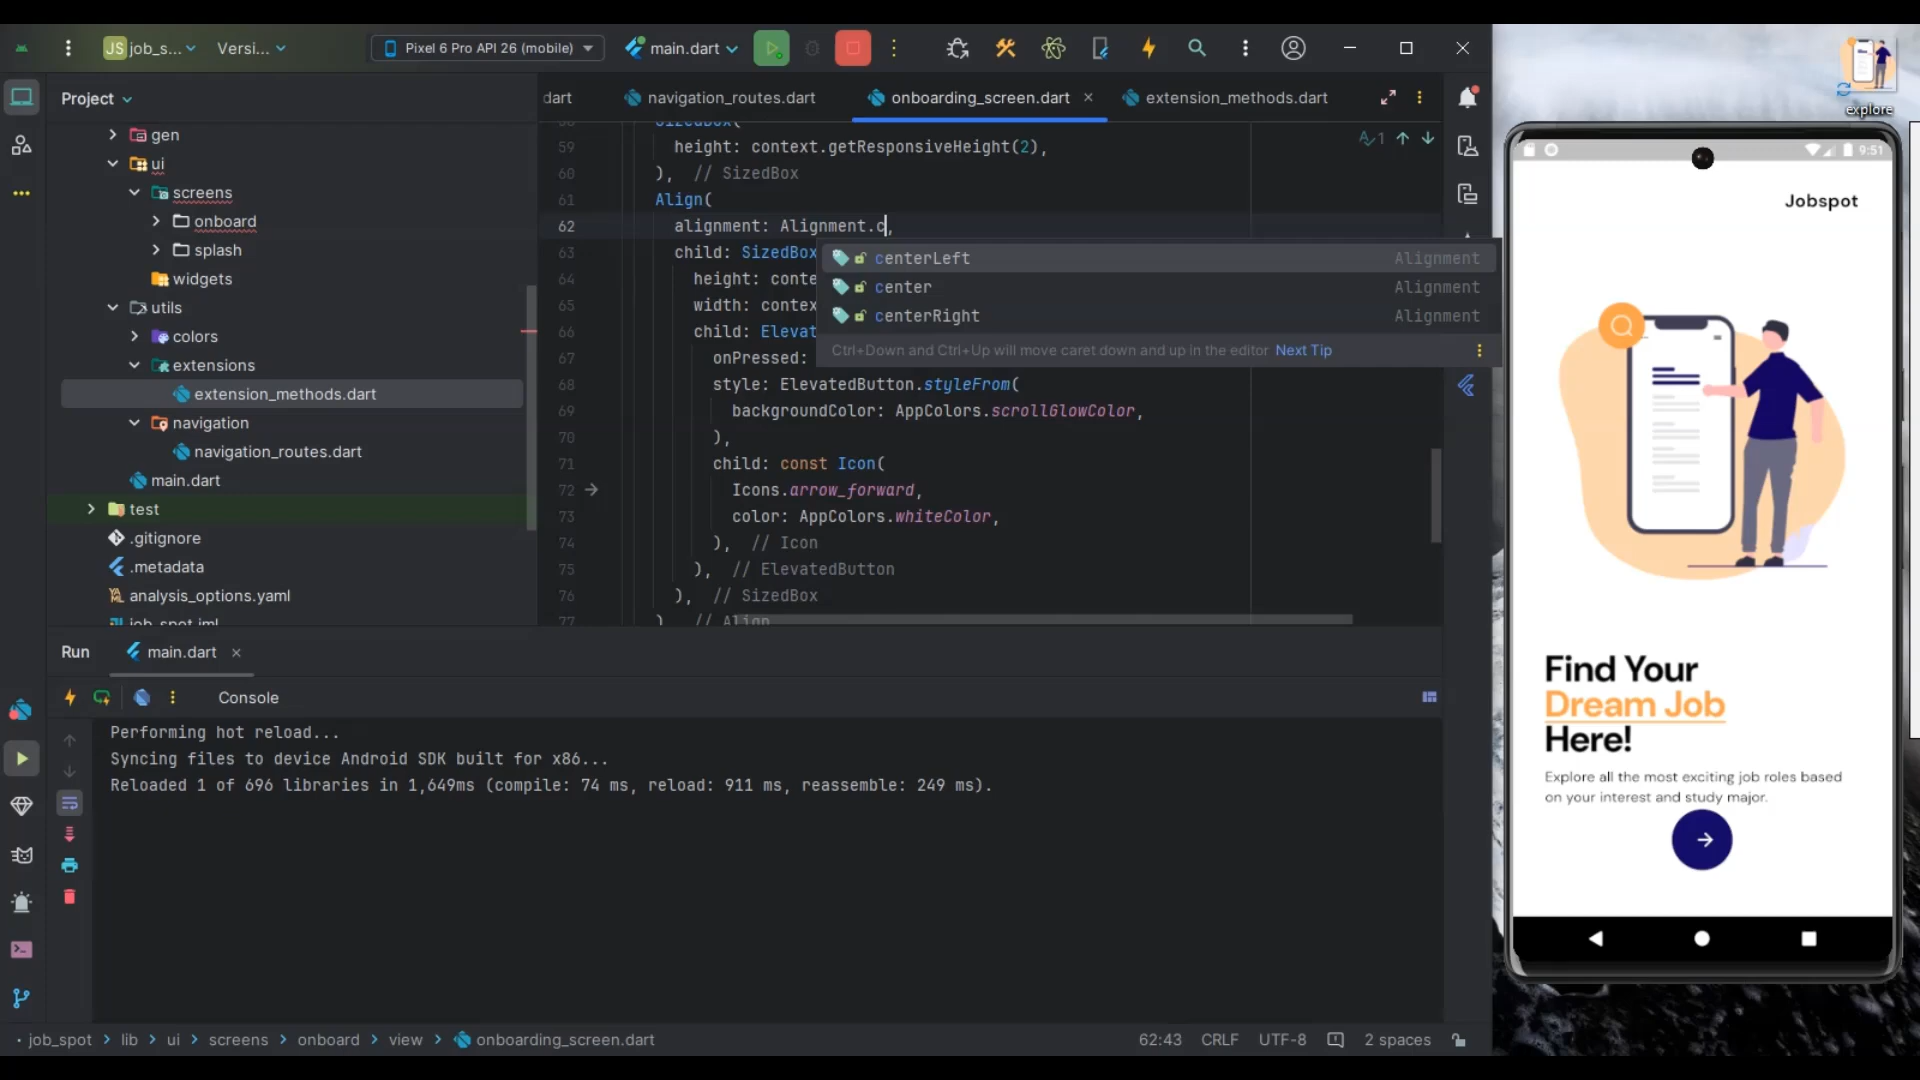 JS job_s...
Versi...
Pixel 6 Pro API 26 (mobile)
main.dart
Project
dart
navigation_routes.dart
onboarding_screen.dart
extension_methods.dart
gen
ui
screens
onboard
splash
widgets
utils
colors
extensions
extension_methods.dart
navigation
navigation_routes.dart
main.dart
test
.gitignore
.metadata
analysis_options.yaml
job_spot.iml
SizedBox(
59 height: context.getResponsiveHeight(2),
60 ), // SizedBox
61 Align(
62 alignment: Alignment.c,
63 child: SizedBox
64 height: conte
65 width: contex
66 child: Elevat
67 onPressed:
68 style: ElevatedButton.styleFrom(
69 backgroundColor: AppColors.scrollGlowColor,
70 ),
71 child: const Icon(
72 Icons.arrow_forward,
73 color: AppColors.whiteColor,
74 ), // Icon
75 ), // ElevatedButton
76 ), // SizedBox
77 ) // Align
1
centerLeft Alignment
center Alignment
centerRight Alignment
Ctrl+Down and Ctrl+Up will move caret down and up in the editor Next Tip
Run
main.dart
Console
Performing hot reload...
Syncing files to device Android SDK built for x86...
Reloaded 1 of 696 libraries in 1,649ms (compile: 74 ms, reload: 911 ms, reassemble: 249 ms).
job_spot > lib > ui > screens > onboard > view > onboarding_screen.dart
62:43 CRLF UTF-8 2 spaces
explore
9:51
Jobspot
Find Your
Dream Job
Here!
Explore all the most exciting job roles based
on your interest and study major.